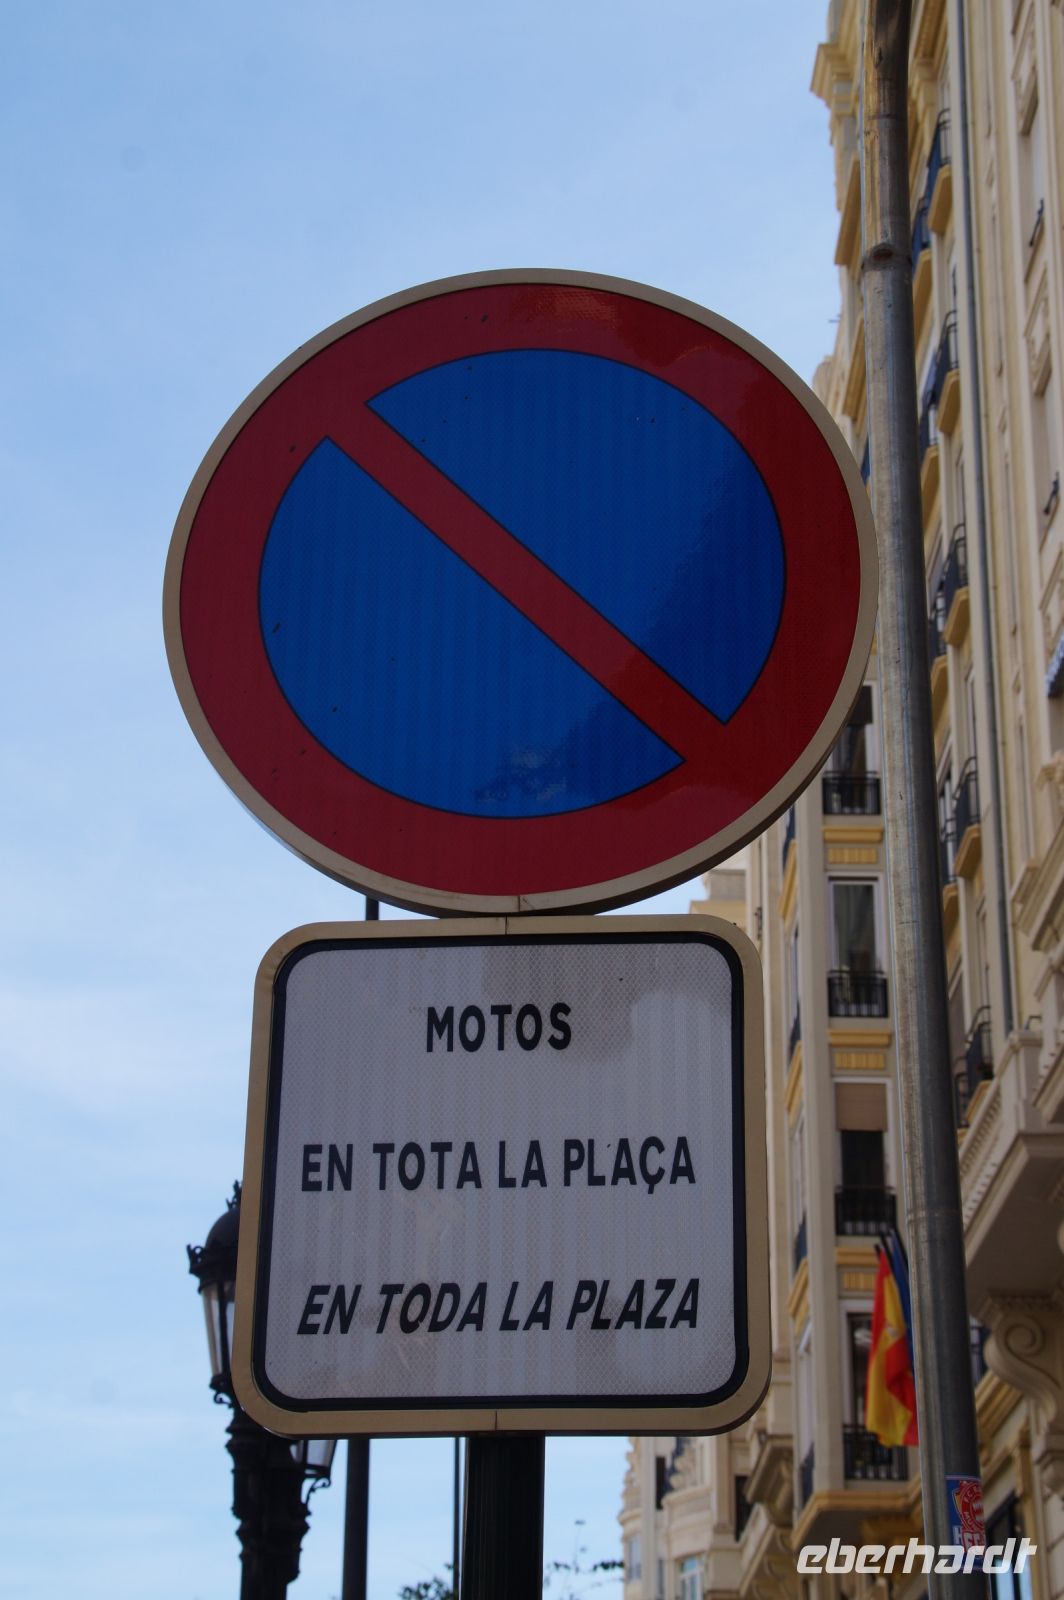 MOTOS
EN TOTA LA PLAÇA
EN TODA LA PLAZA
eberhardt